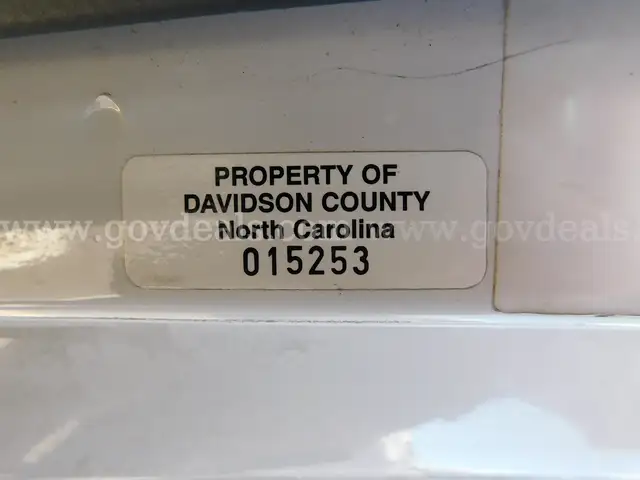 PROPERTY OF
DAVIDSON COUNTY
www.govdeals.com www.govdeals
North Carolina
015253